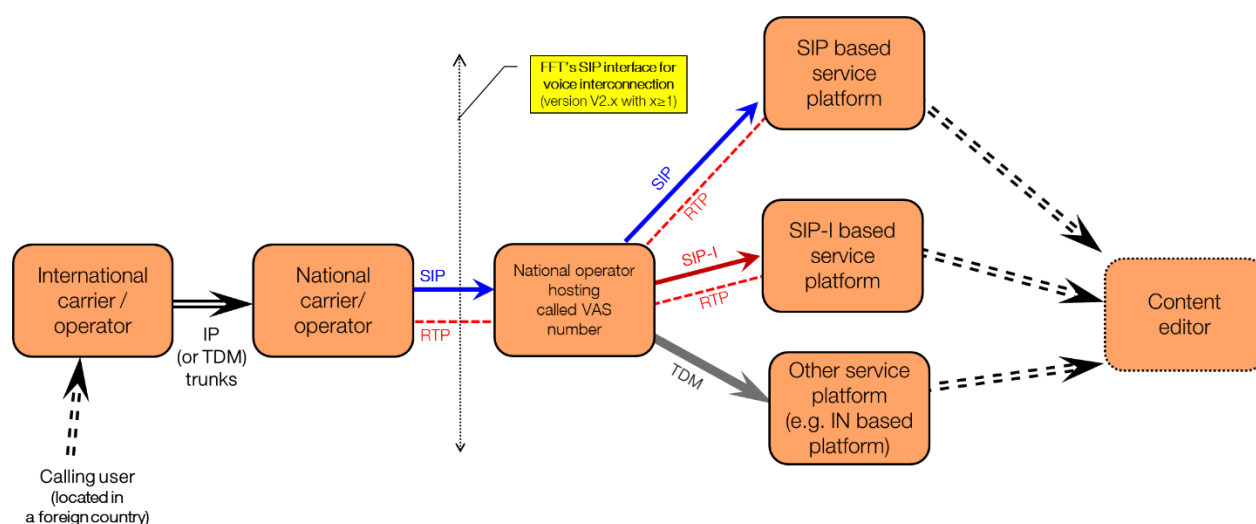 SIP based
service
platform
FFT's SIP interface for
voice interconnection
(version V2.x with x≥1)
SIP
RTP
SIP-I based
service
platform
SIP-I
RTP
International
carrier /
operator
National
carrier/
operator
SIP
RTP
National operator
hosting
called VAS
number
Content
editor
IP
(or TDM)
trunks
TDM
Other service
platform
(e.g. IN based
platform)
Calling user
(located in
a foreign country)